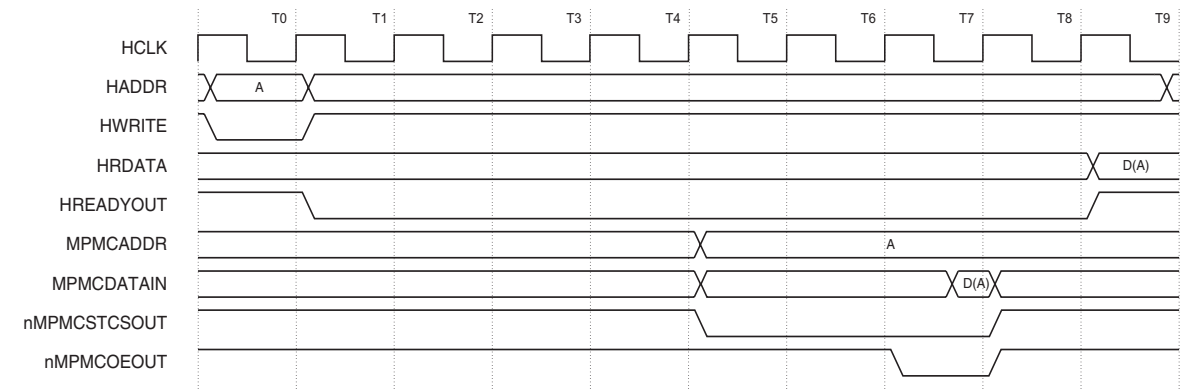 T0 T1 T2 T3 T4 T5 T6 T7 T8 T9
HCLK
HADDR A
HWRITE
HRDATA D(A)
HREADYOUT
MPMCADDR A
MPMCDATAIN D(A)
nMPMCSTCSOUT
nMPMCOEOUT